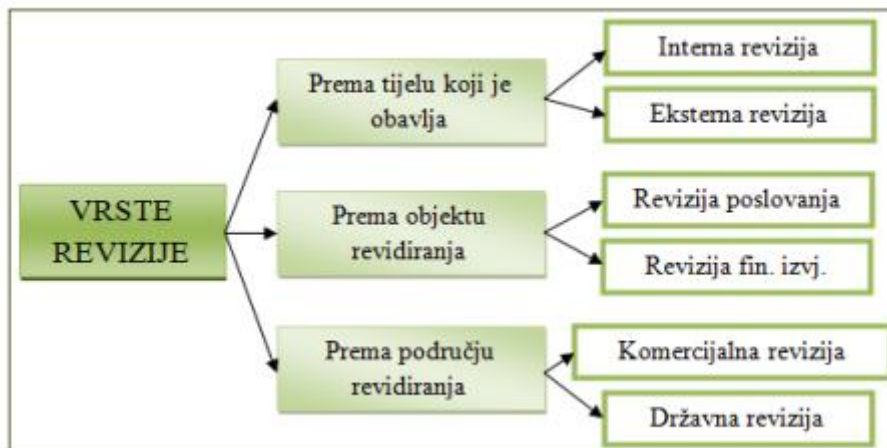 VRSTE
REVIZIJE
Prema tijelu koji je
obavlja
Interna revizija
Eksterna revizija
Prema objektu
revidiranja
Revizija poslovanja
Revizija fin. izvj.
Prema području
revidiranja
Komercijalna revizija
Državna revizija